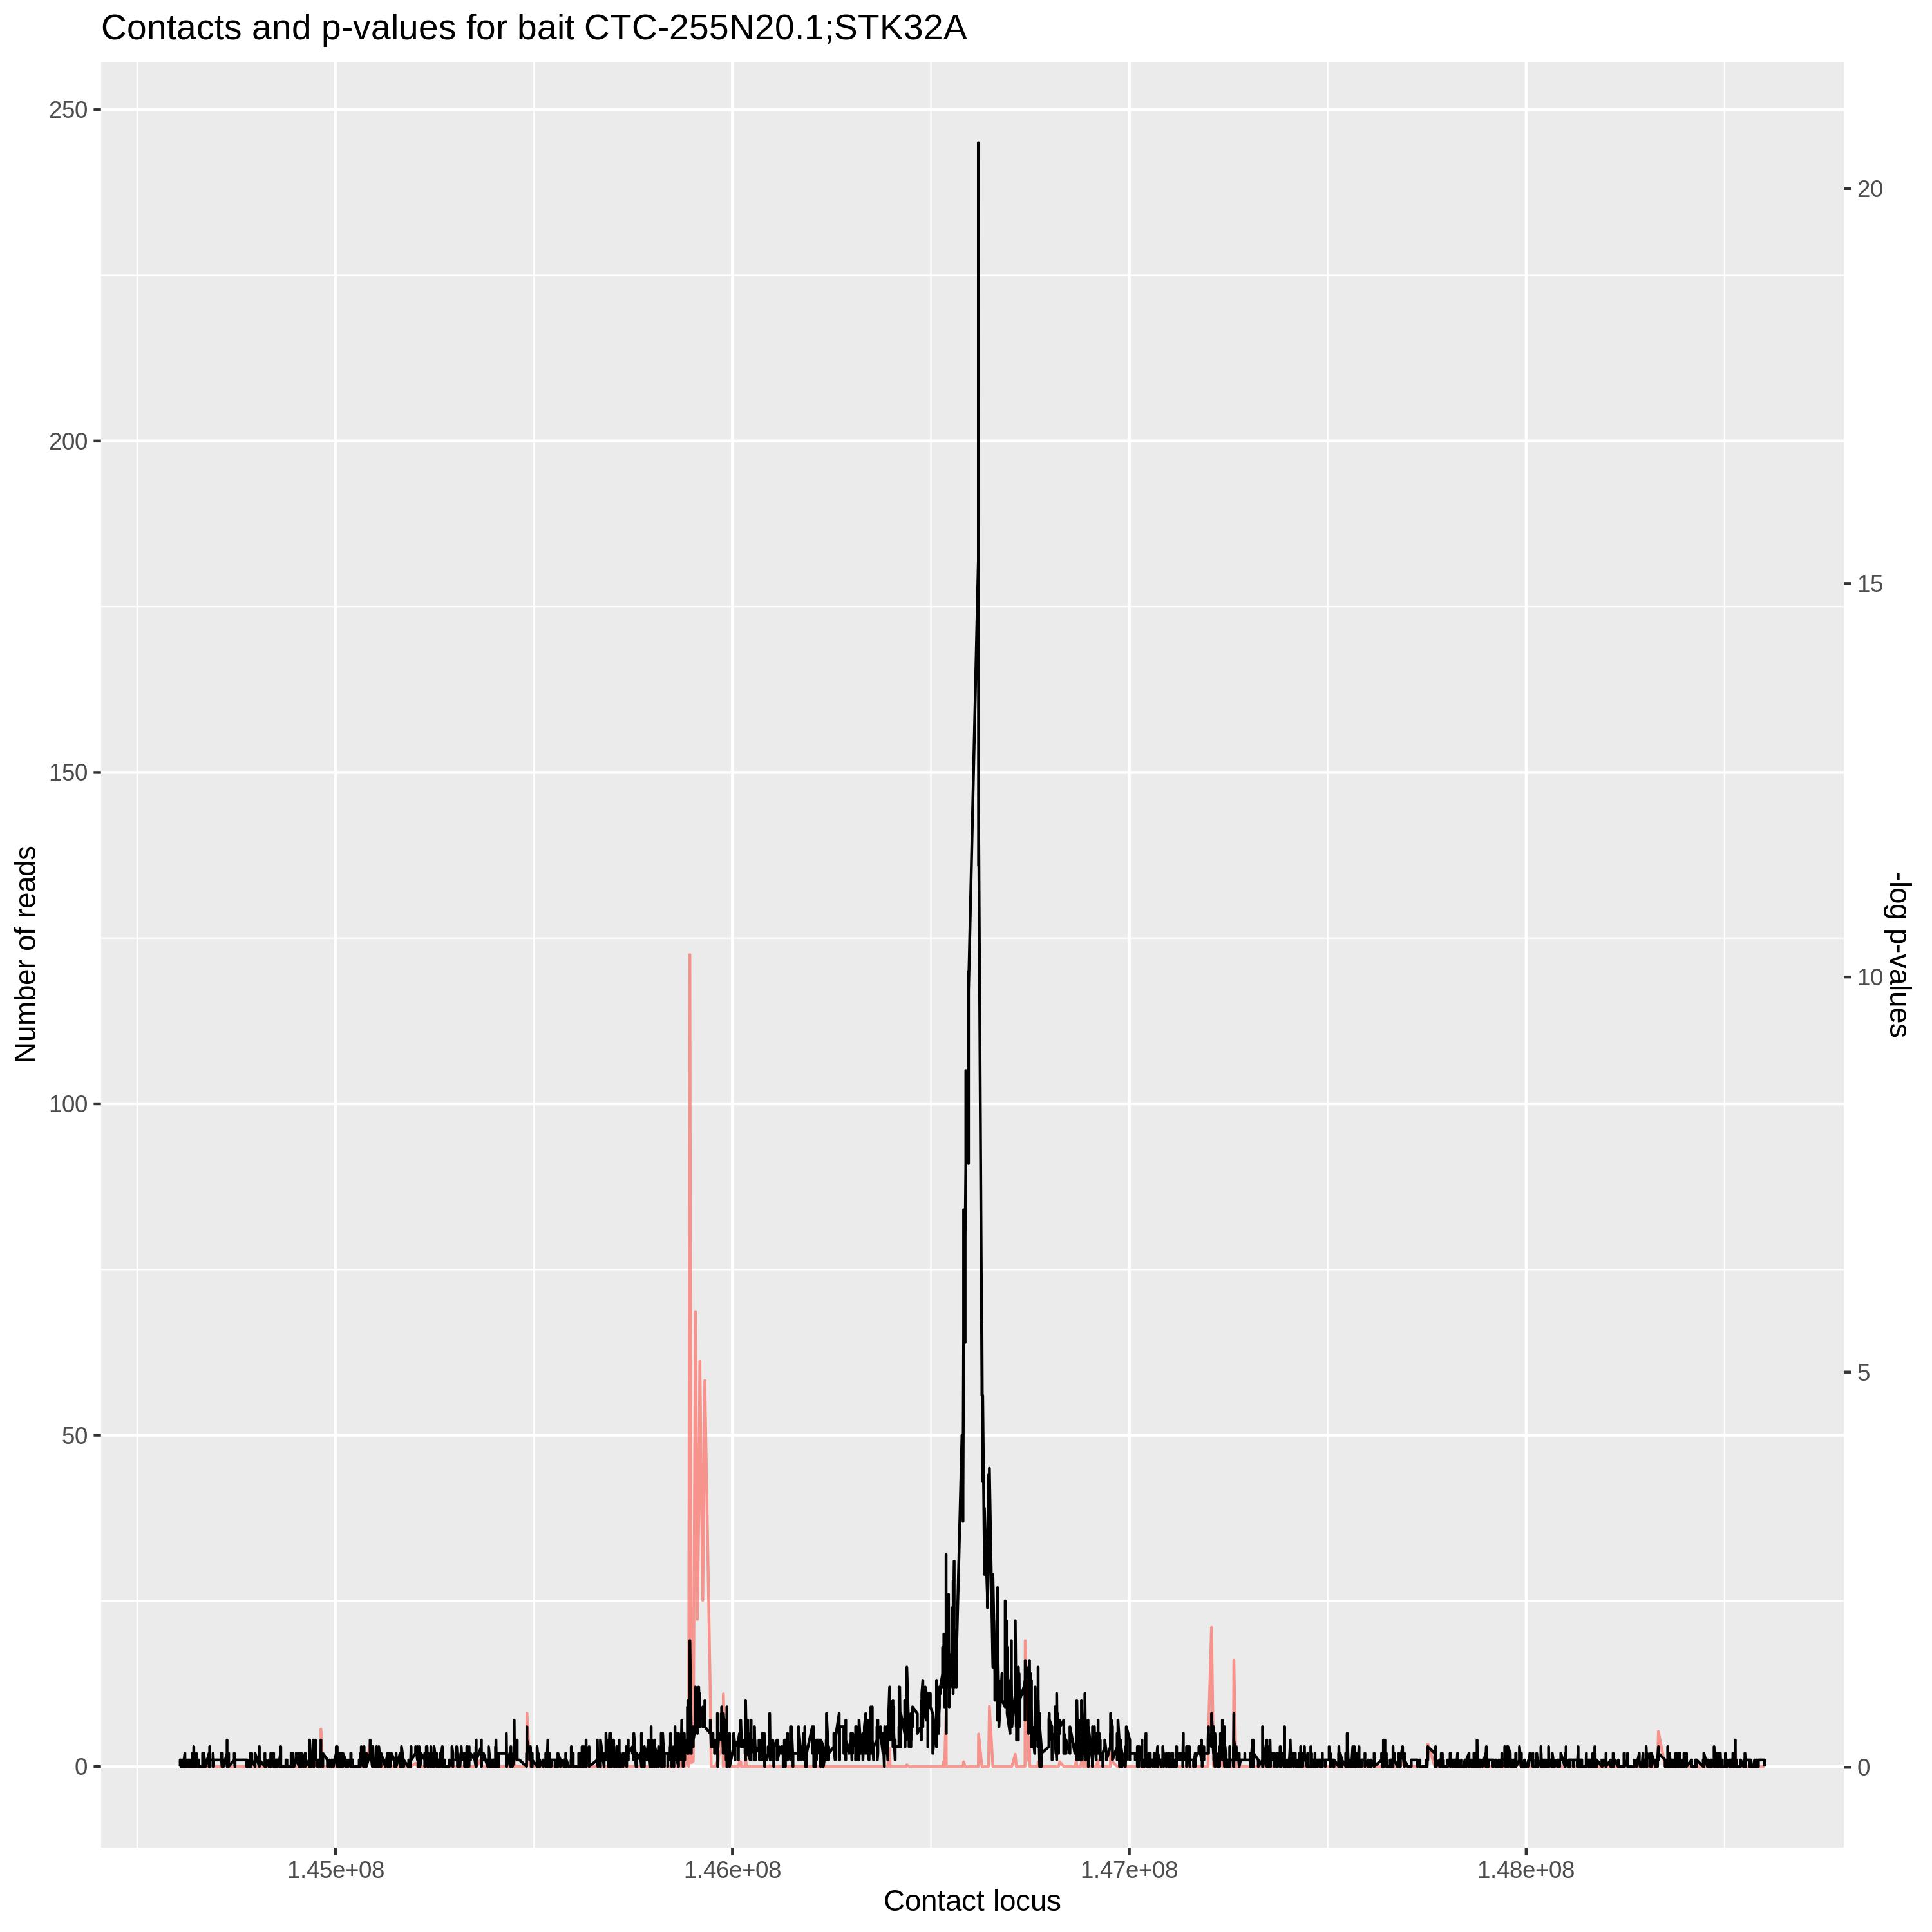 Contacts and p-values for bait CTC-255N20.1;STK32A
250
200
150
100
50
0
Number of reads
20
15
10
5
0
-log p-values
1.45e+08
1.46e+08
1.47e+08
1.48e+08
Contact locus